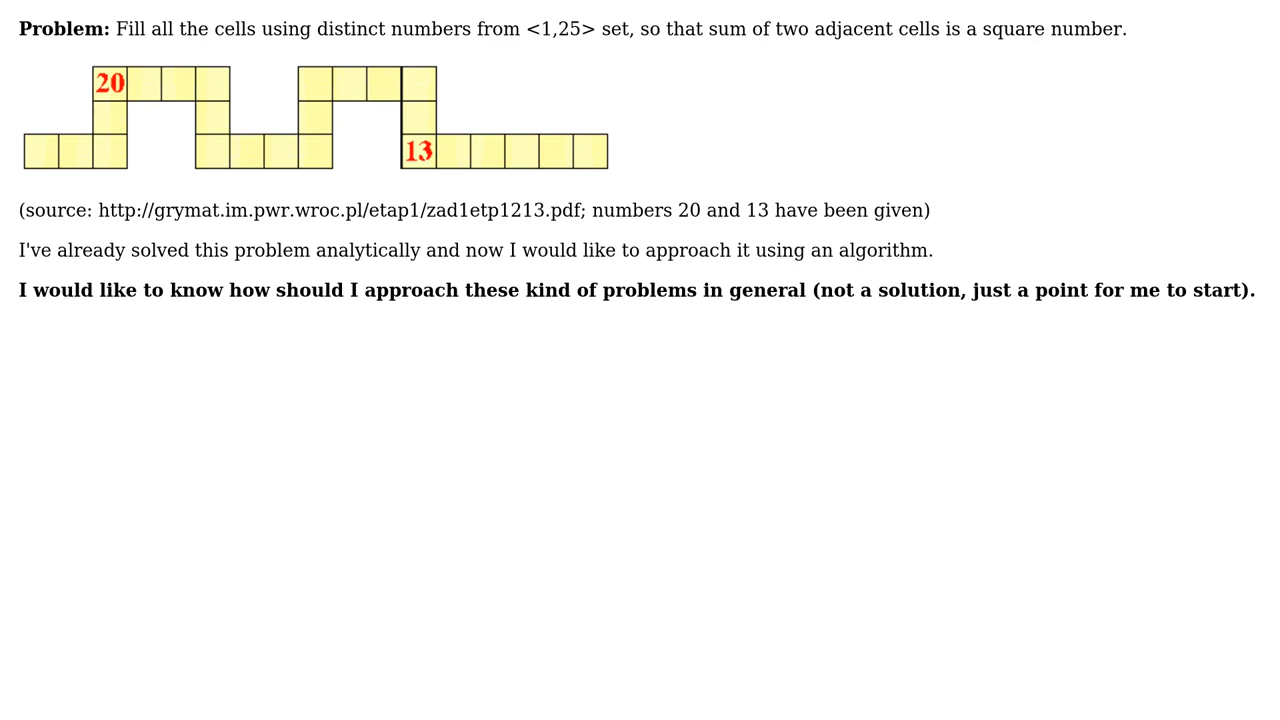 Problem: Fill all the cells using distinct numbers from <1,25> set, so that sum of two adjacent cells is a square number.
20
13
(source: http://grymat.im.pwr.wroc.pl/etap1/zad1etp1213.pdf; numbers 20 and 13 have been given)
I've already solved this problem analytically and now I would like to approach it using an algorithm.
I would like to know how should I approach these kind of problems in general (not a solution, just a point for me to start).